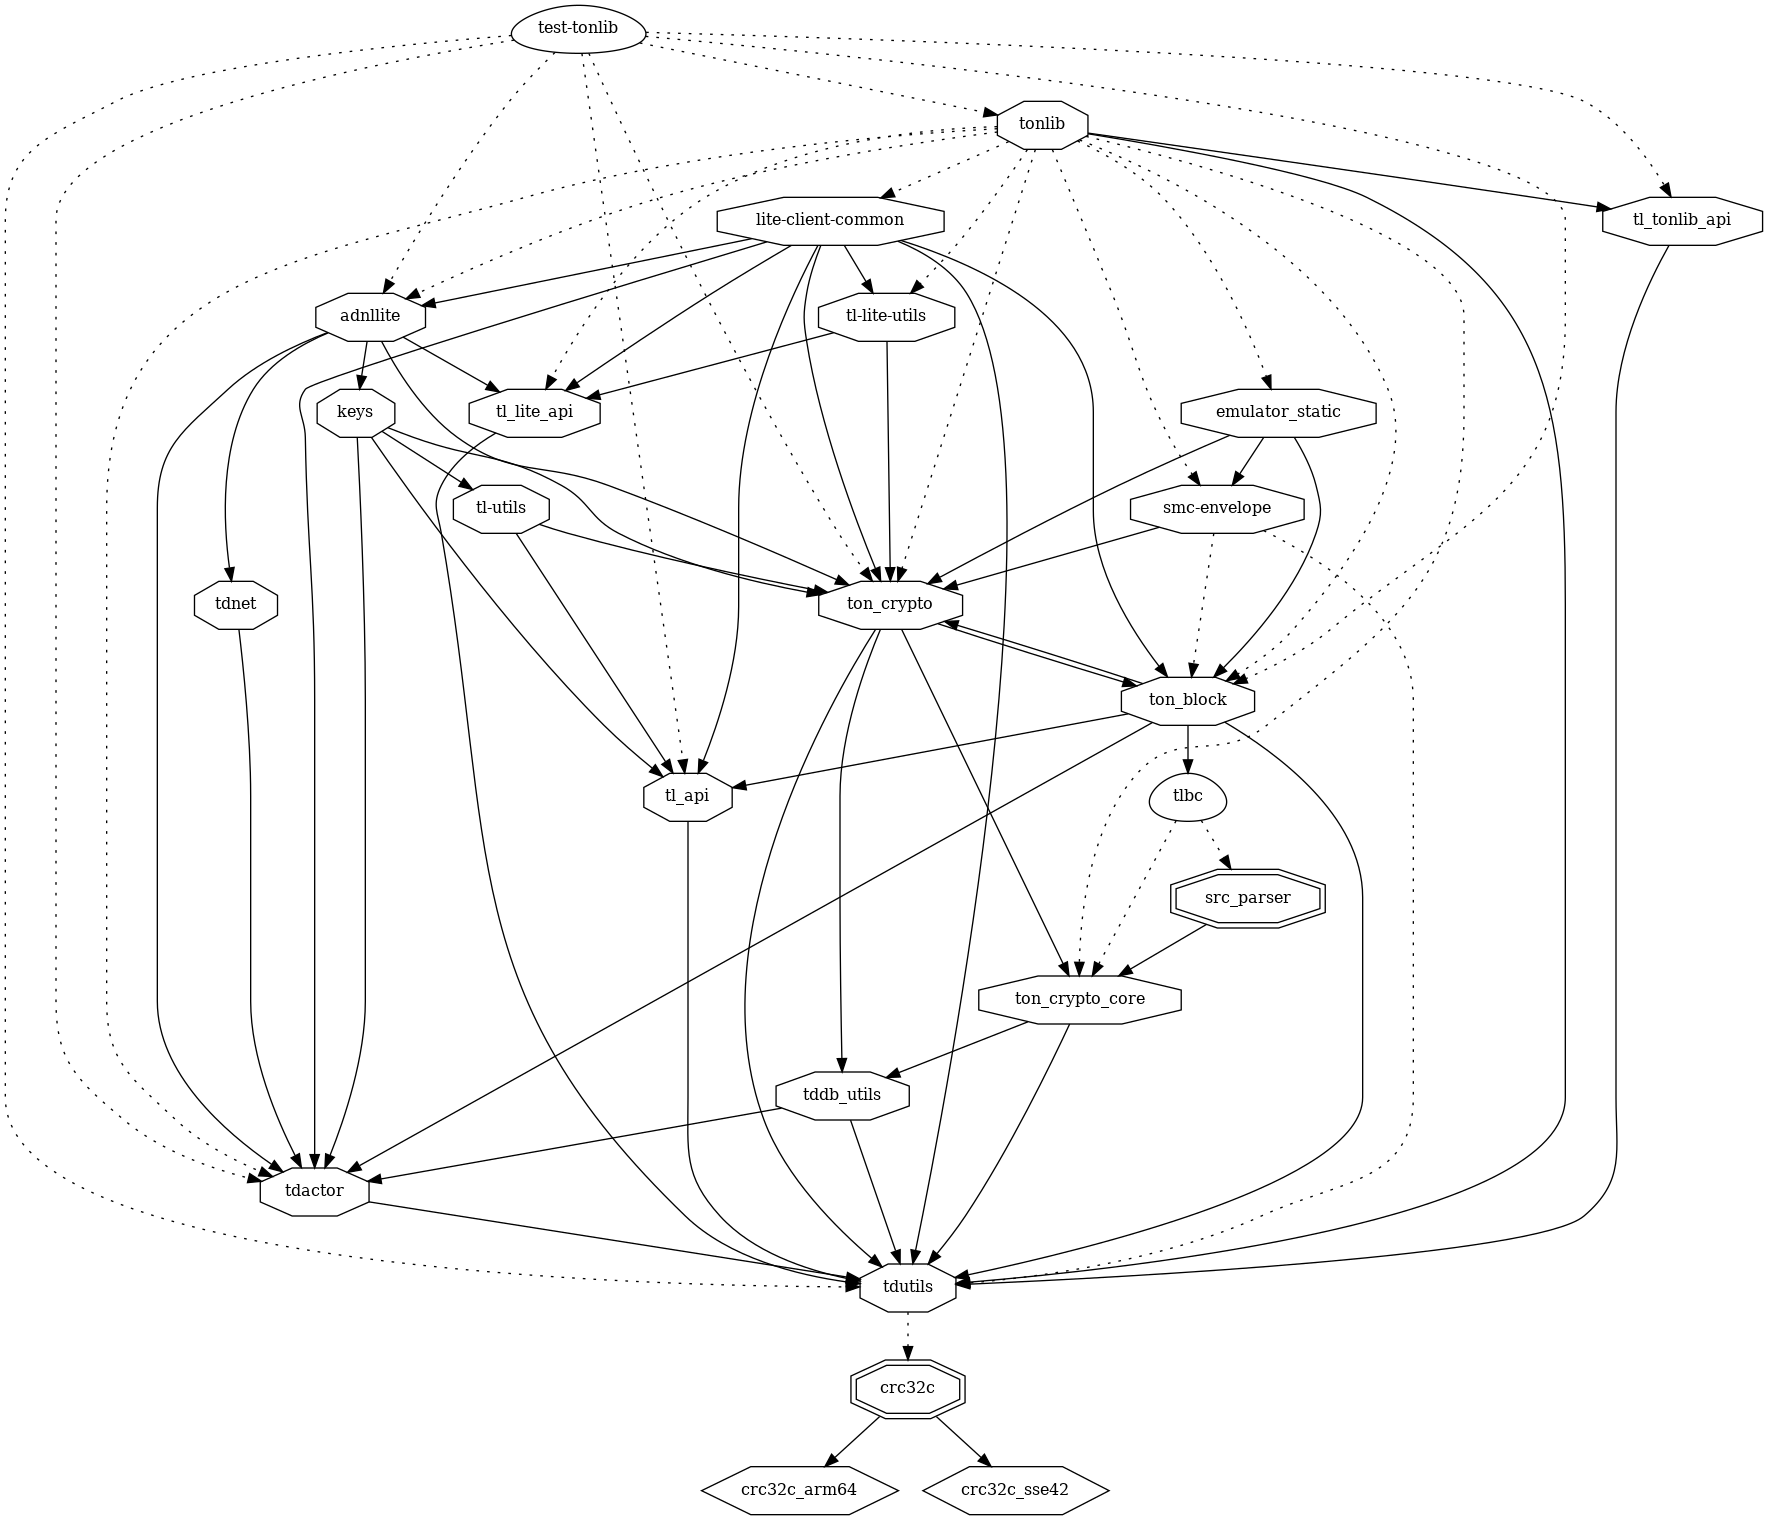 test-tonlib
tonlib
lite-client-common
tl_tonlib_api
adnllite
tl-lite-utils
keys
tl_lite_api
emulator_static
tl-utils
smc-envelope
tdnet
ton_crypto
ton_block
tl_api
tlbc
src_parser
ton_crypto_core
tddb_utils
tdactor
tdutils
crc32c
crc32c_arm64
crc32c_sse42